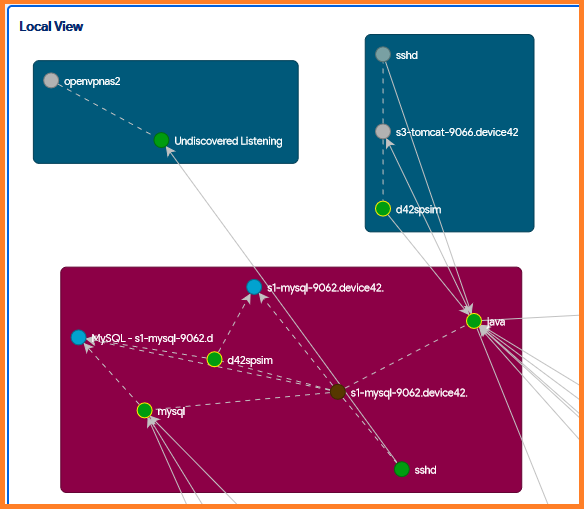 Local View
openvpnas2
Undiscovered Listening
sshd
s3-tomcat-9066.device42
d42spsim
s1-mysql-9062.device42.
java
MySQL - s1-mysql-9062.d
d42spsim
s1-mysql-9062.device42.
mysql
sshd